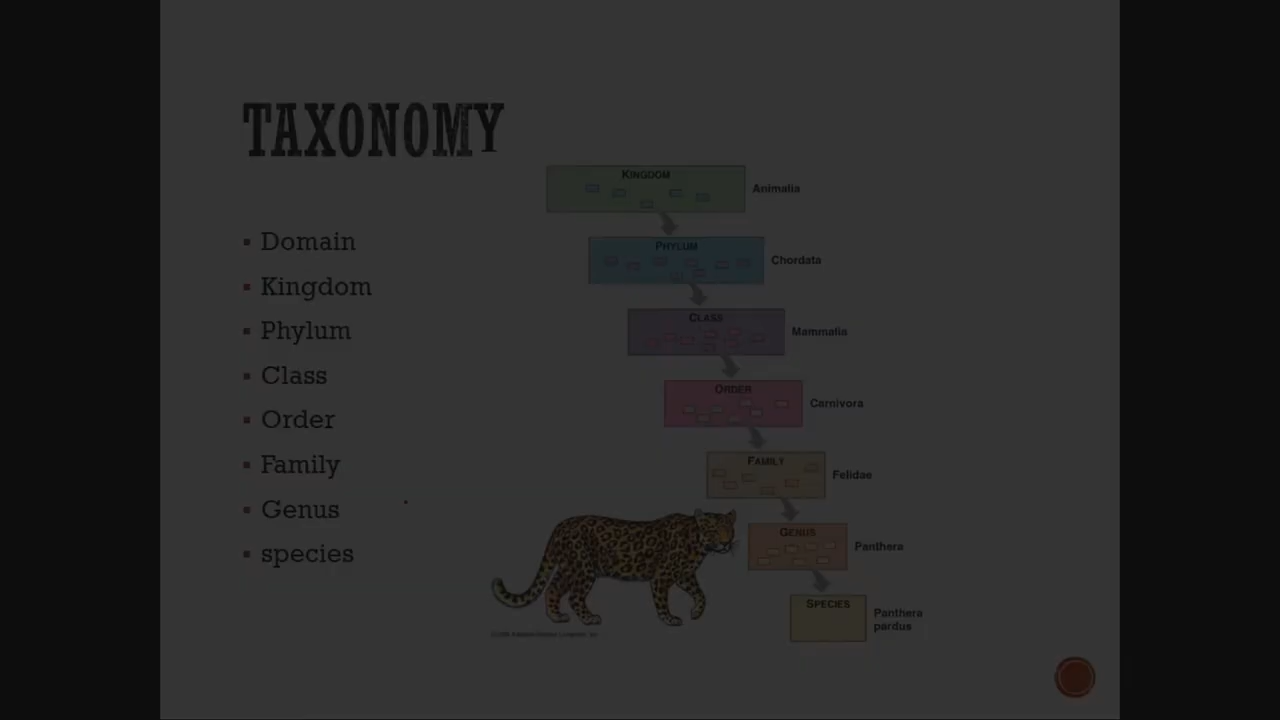 TAXONOMY
Domain
Kingdom
Phylum
Class
Order
Family
Genus
species
KINGDOM
Animalia
PHYLUM
Chordata
CLASS
Mammalia
ORDER
Carnivora
FAMILY
Felidae
GENUS
Panthera
SPECIES
Panthera
pardus